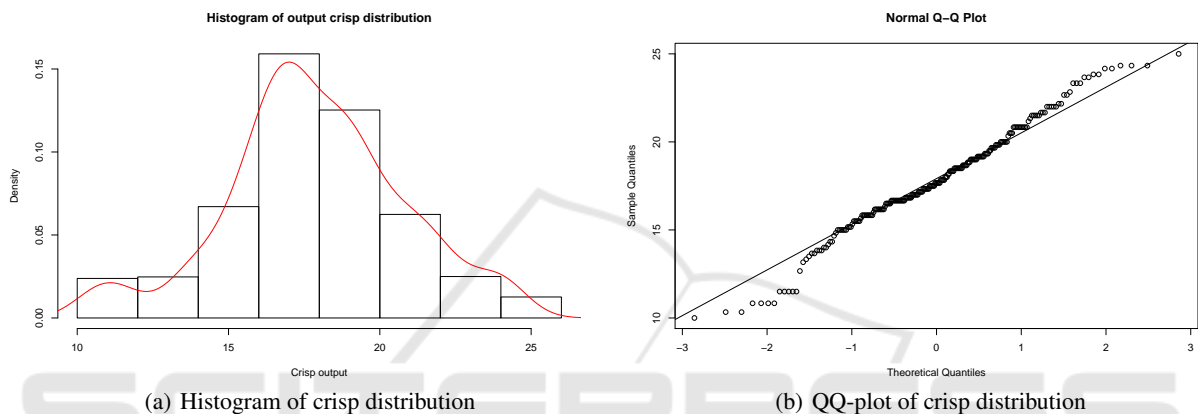 Histogram of output crisp distribution
Density
0.00
0.05
0.10
0.15
10
15
20
25
Crisp output
(a) Histogram of crisp distribution
Normal Q−Q Plot
Sample Quantiles
10
15
20
25
−3
−2
−1
0
1
2
3
Theoretical Quantiles
(b) QQ-plot of crisp distribution